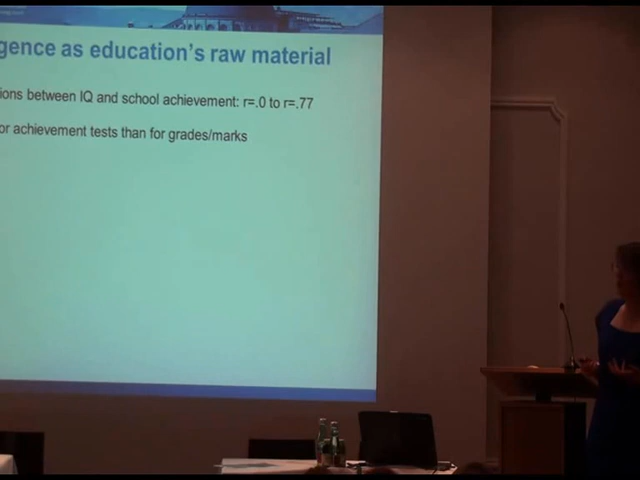 gence as education's raw material
ions between IQ and school achievement: r=.0 to r=.77
or achievement tests than for grades/marks